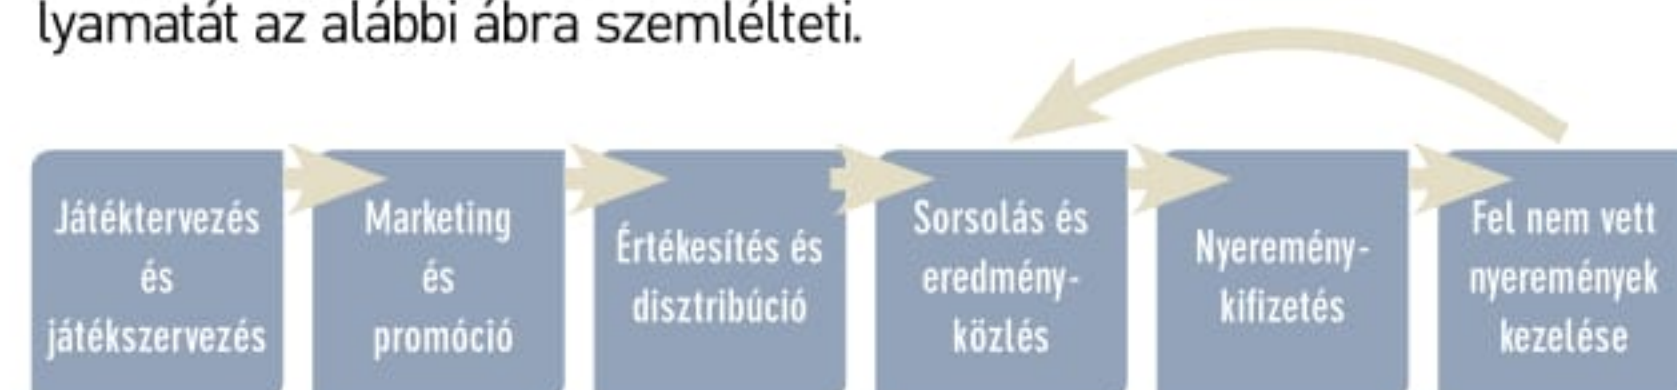 lyamatát az alábbi ábra szemlélteti.
Játéktervezés
és
játékszervezés
Marketing
és
promóció
Értékesítés és
disztribúció
Sorsolás és
eredmény-
közlés
Nyeremény-
kifizetés
Fel nem vett
nyeremények
kezelése